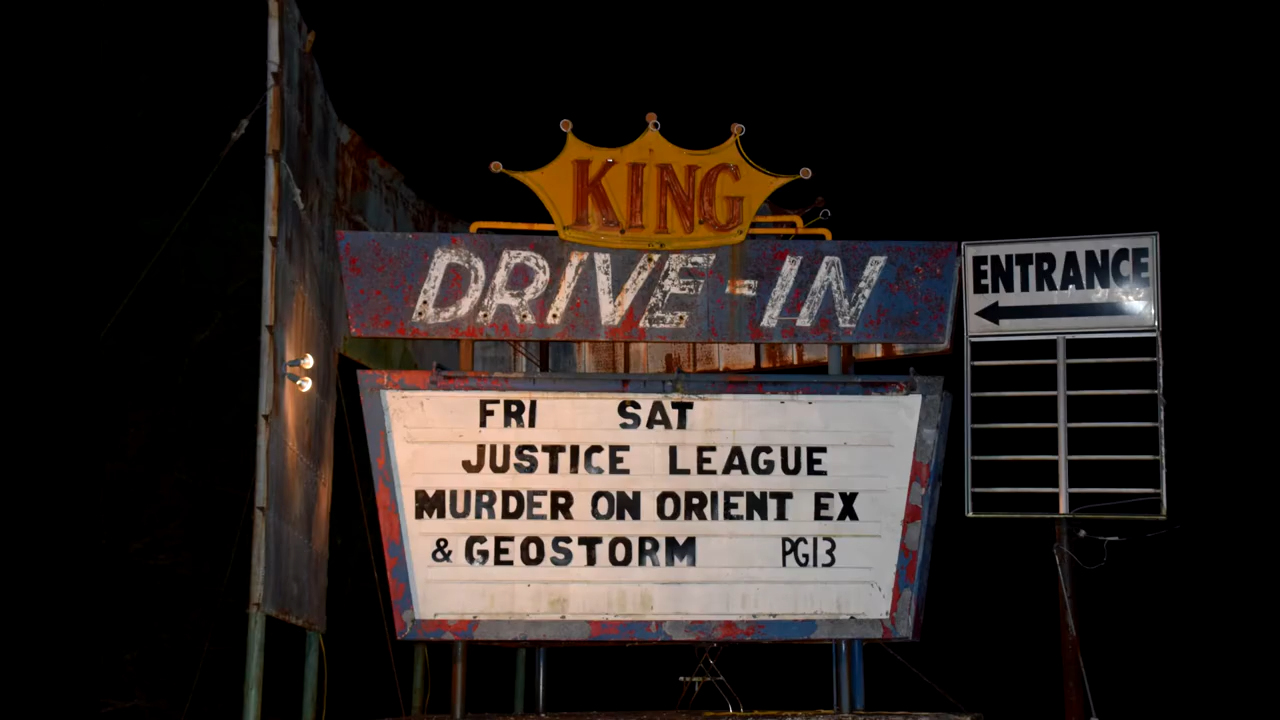 KING
DRIVE-IN
ENTRANCE
FRI SAT
JUSTICE LEAGUE
MURDER ON ORIENT EX
& GEOSTORM PG13